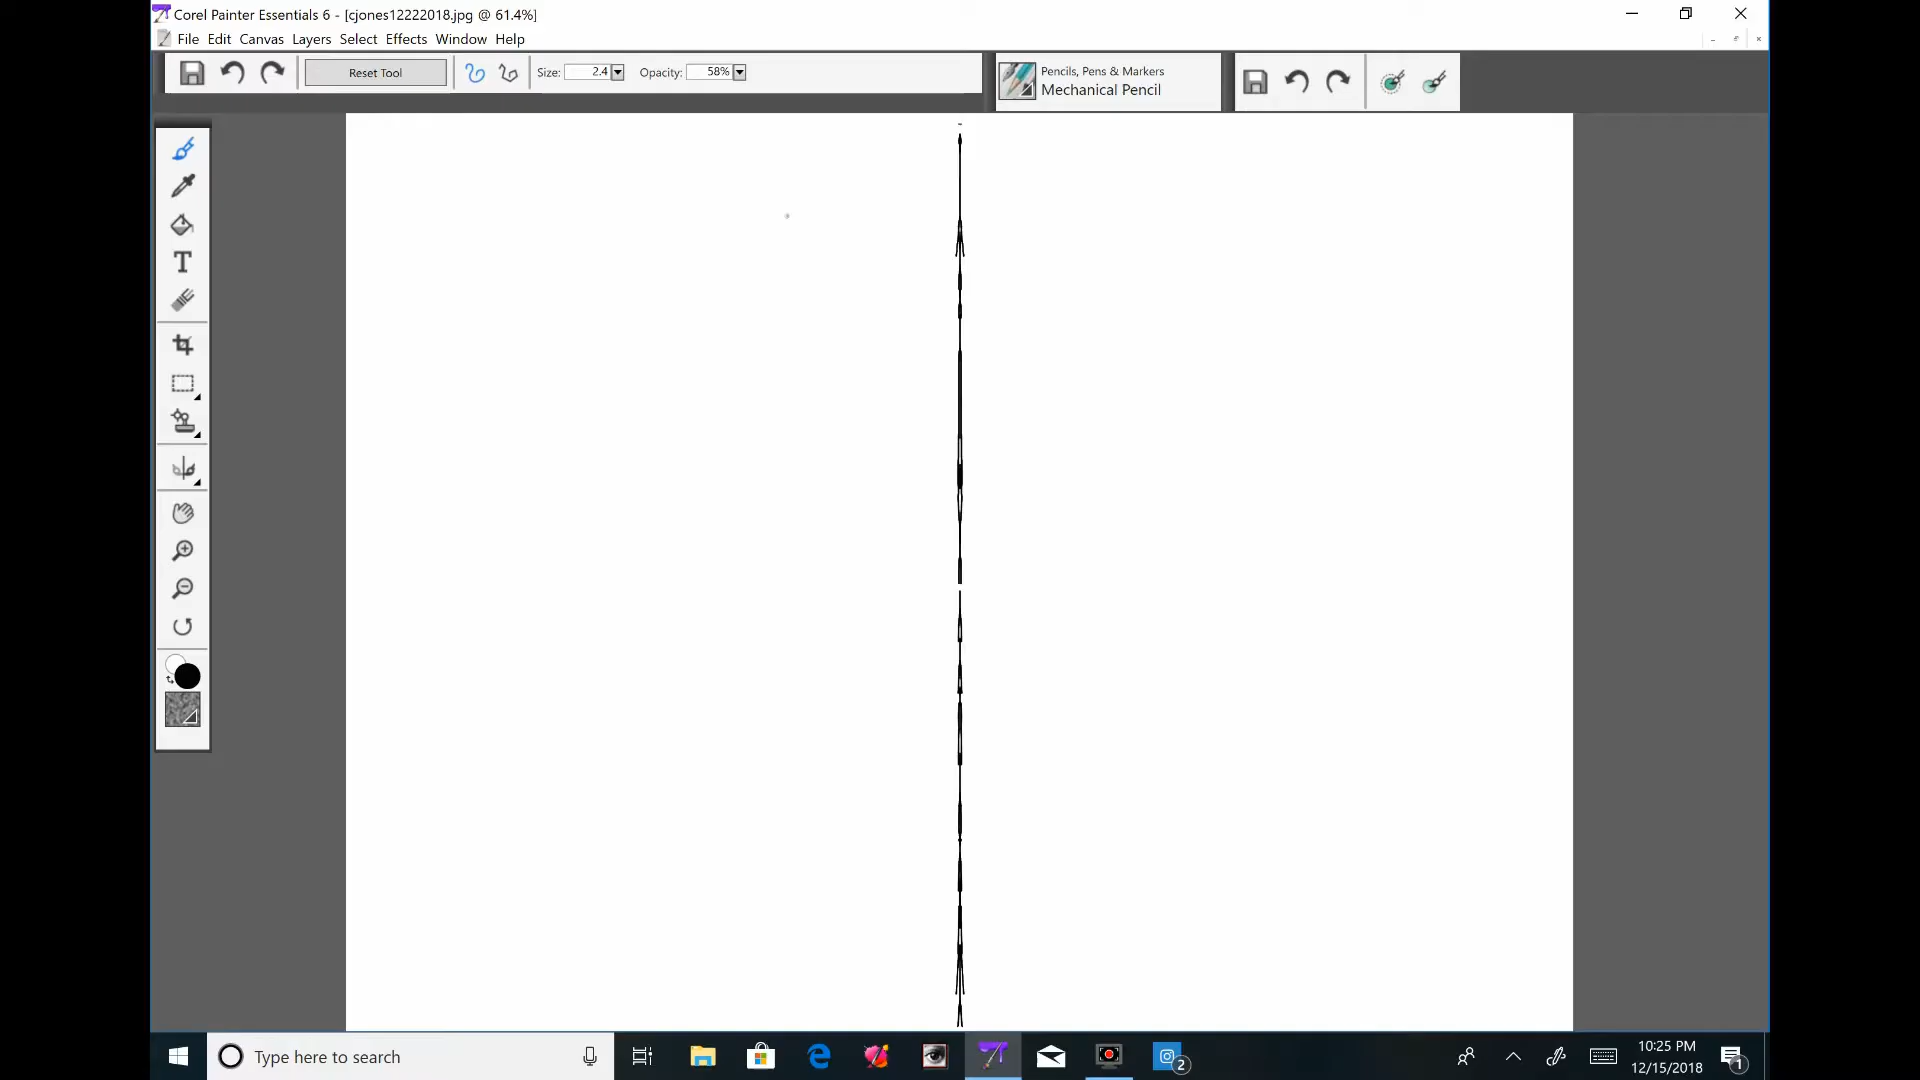 Corel Painter Essentials 6 - [cjones12222018.jpg @ 61.4%]
File Edit Canvas Layers Select Effects Window Help
Reset Tool Size: 2.4 Opacity: 58%
Pencils, Pens & Markers
Mechanical Pencil
T
Type here to search
2
10:25 PM
12/15/2018
1